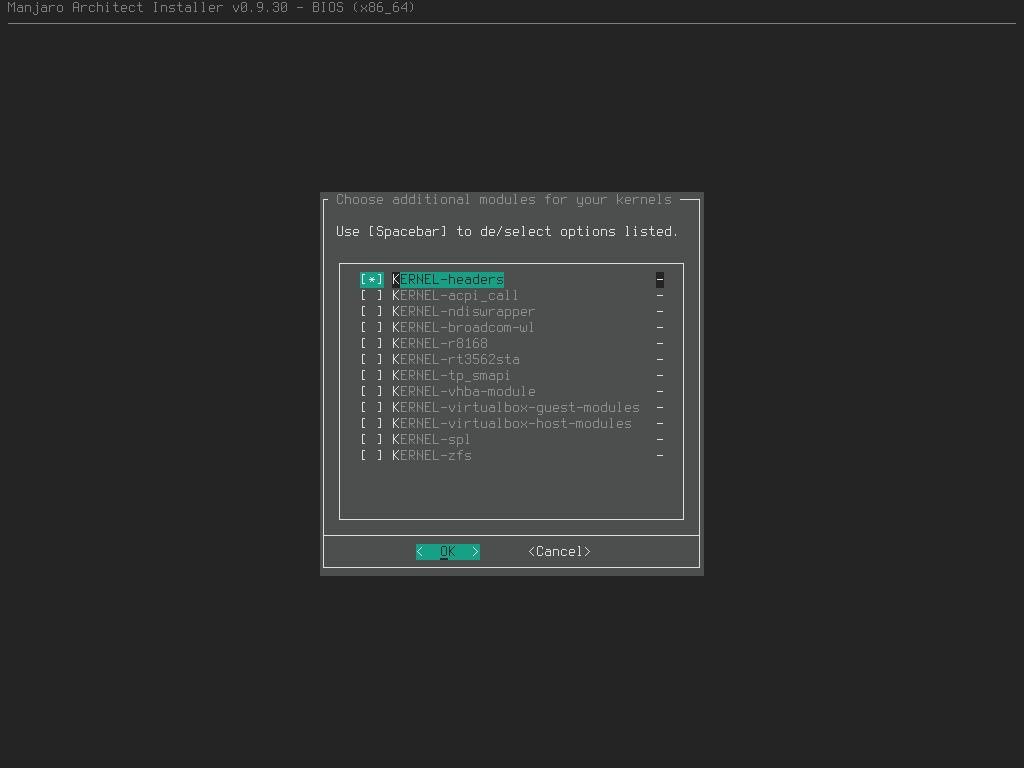 Manjaro Architect Installer v0.9.30 - BIOS (x86_64)
Choose additional modules for your kernels
Use [Spacebar] to de/select options listed.
[*] KERNEL-headers -
[ ] KERNEL-acpi_call -
[ ] KERNEL-ndiswrapper -
[ ] KERNEL-broadcom-wl -
[ ] KERNEL-r8168 -
[ ] KERNEL-rt3562sta -
[ ] KERNEL-tp_smapi -
[ ] KERNEL-vhba-module -
[ ] KERNEL-virtualbox-guest-modules -
[ ] KERNEL-virtualbox-host-modules -
[ ] KERNEL-spl -
[ ] KERNEL-zfs -
< OK > <Cancel>